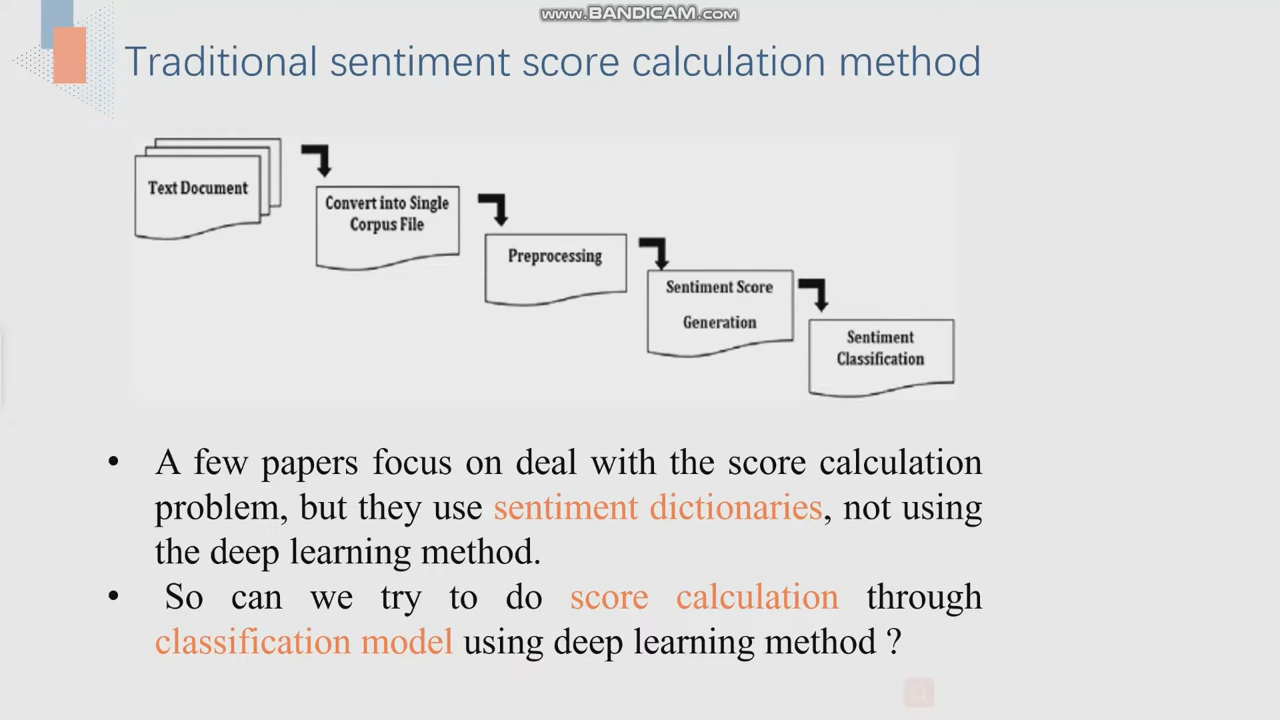 www.BANDICAM.com
Traditional sentiment score calculation method
Text Document
Convert into Single
Corpus File
Preprocessing
Sentiment Score
Generation
Sentiment
Classification
• A few papers focus on deal with the score calculation
problem, but they use sentiment dictionaries, not using
the deep learning method.
• So can we try to do score calculation through
classification model using deep learning method ?